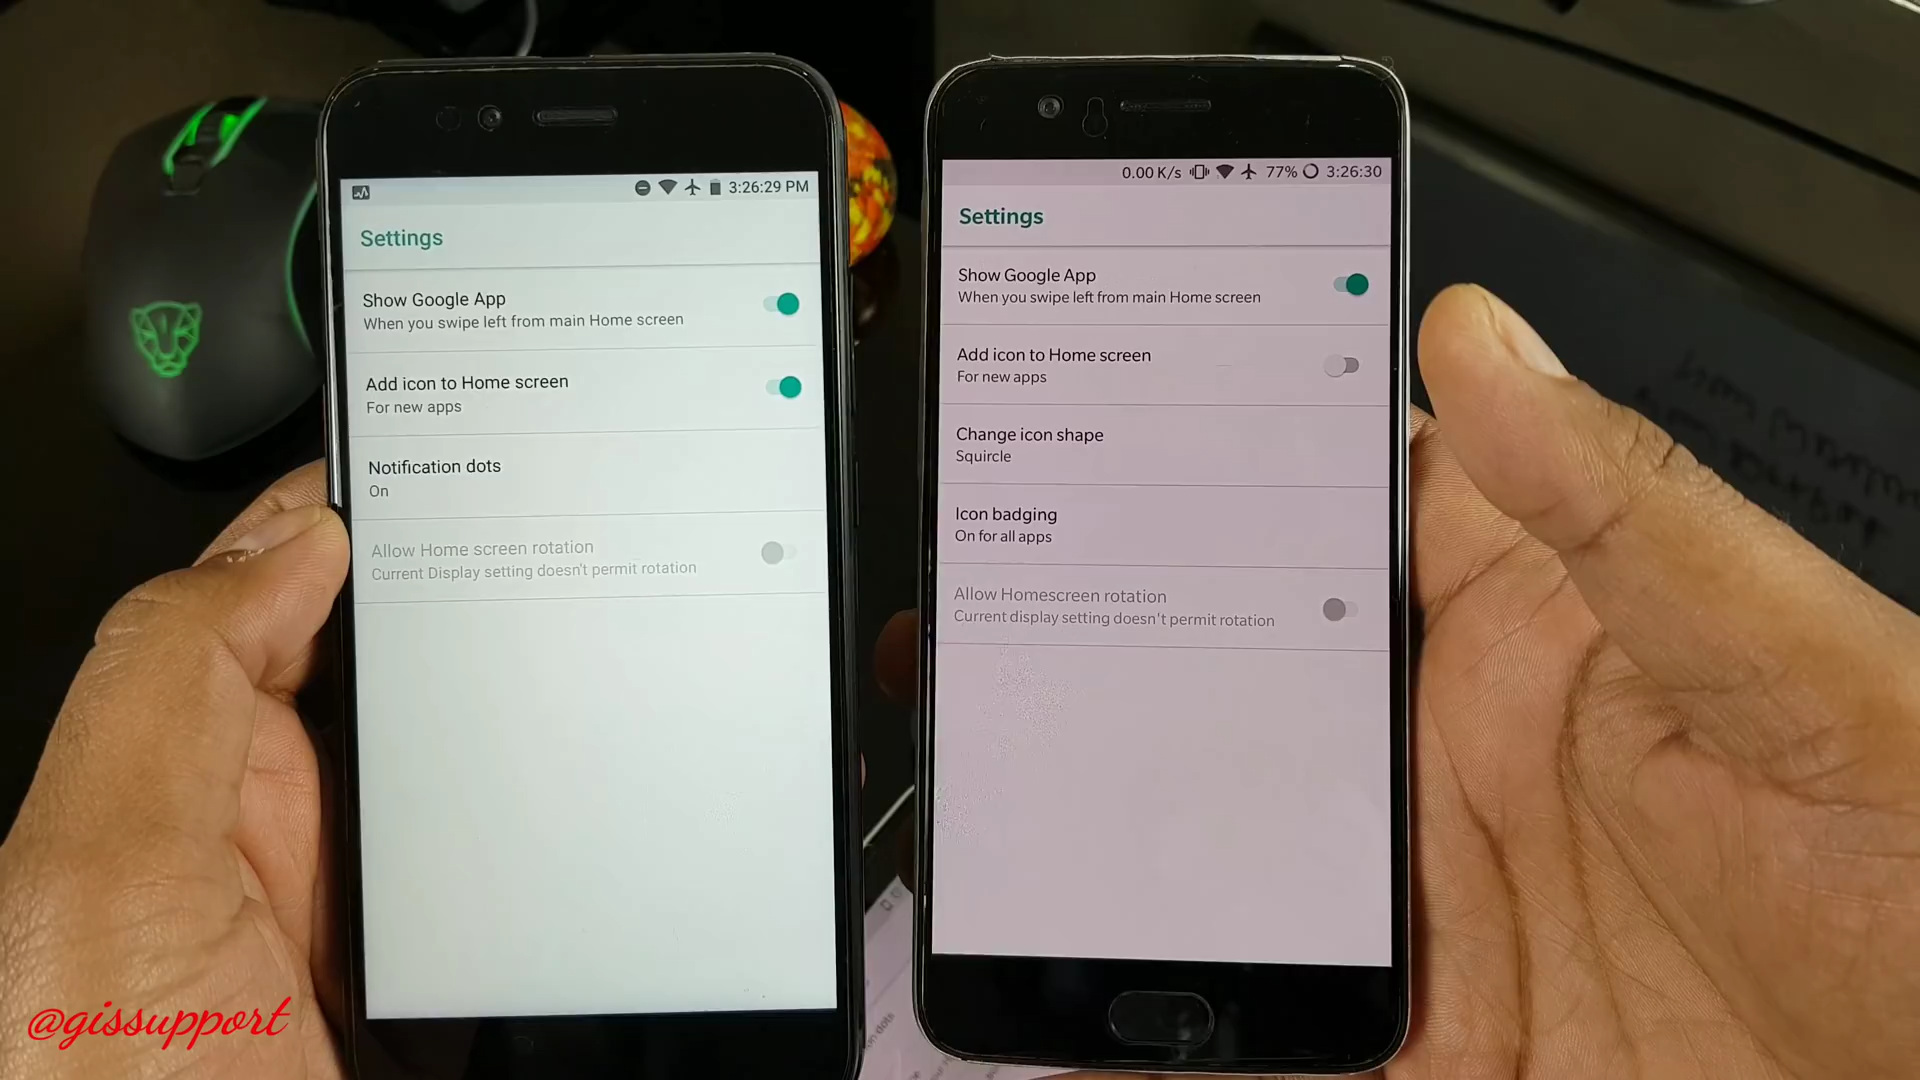 3:26:29 PM
Settings
Show Google App
When you swipe left from main Home screen
Add icon to Home screen
For new apps
Notification dots
On
Allow Home screen rotation
Current Display setting doesn't permit rotation
0.00 K/s 77% 3:26:30
Settings
Show Google App
When you swipe left from main Home screen
Add icon to Home screen
For new apps
Change icon shape
Squircle
Icon badging
On for all apps
Allow Homescreen rotation
Current display setting doesn't permit rotation
@gissupport